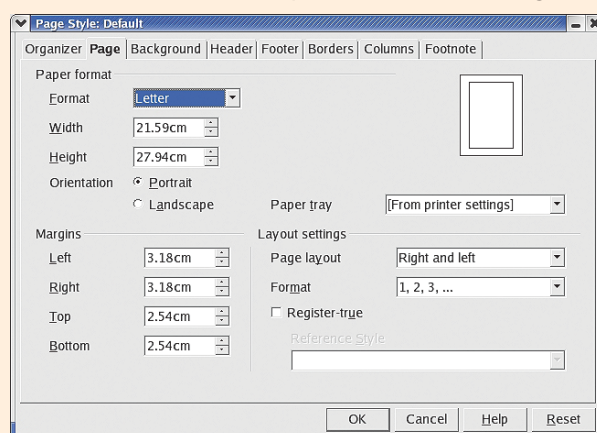 Page Style: Default
Organizer Page Background Header Footer Borders Columns Footnote
Paper format
Format Letter
Width 21.59cm
Height 27.94cm
Orientation Portrait
Landscape
Paper tray [From printer settings]
Margins
Left 3.18cm
Right 3.18cm
Top 2.54cm
Bottom 2.54cm
Layout settings
Page layout Right and left
Format 1, 2, 3, ...
Register-true
Reference Style
OK Cancel Help Reset